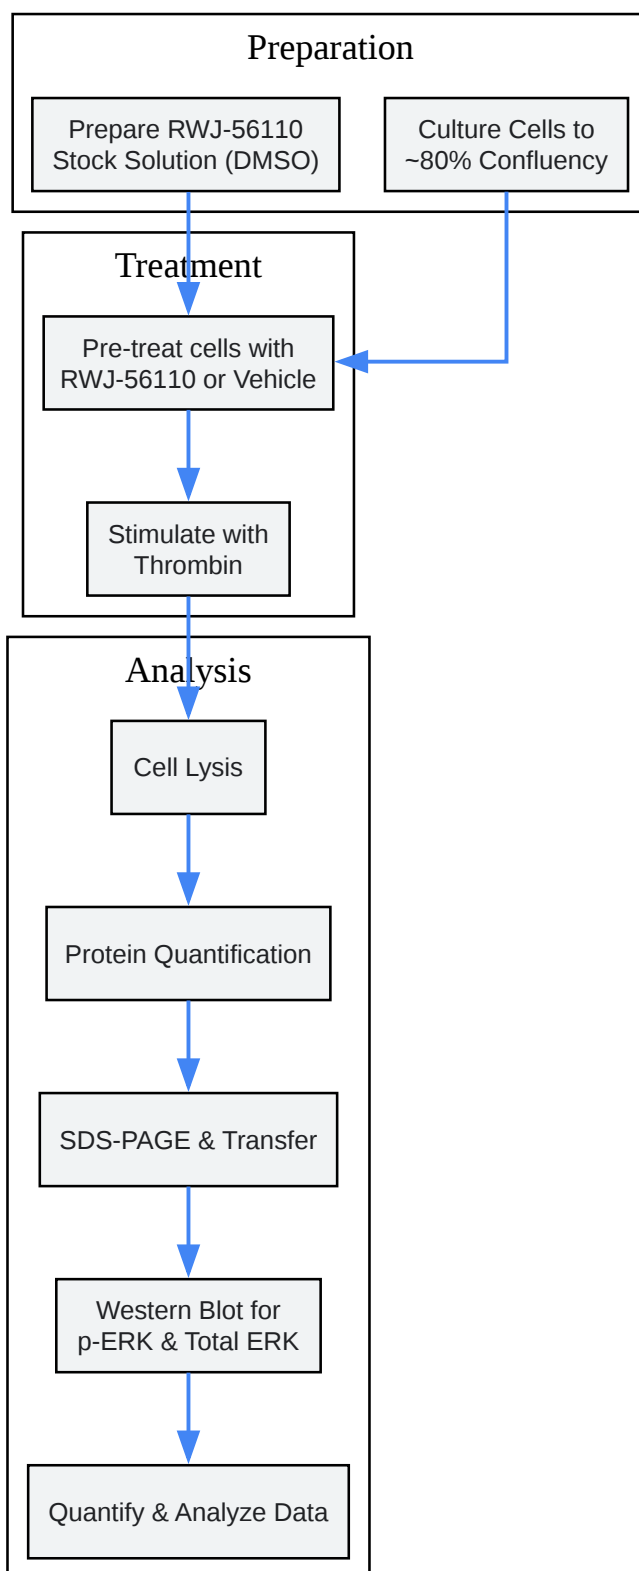 Preparation
Prepare RWJ-56110
Stock Solution (DMSO)
Culture Cells to
~80% Confluency
Treatment
Pre-treat cells with
RWJ-56110 or Vehicle
Stimulate with
Thrombin
Analysis
Cell Lysis
Protein Quantification
SDS-PAGE & Transfer
Western Blot for
p-ERK & Total ERK
Quantify & Analyze Data